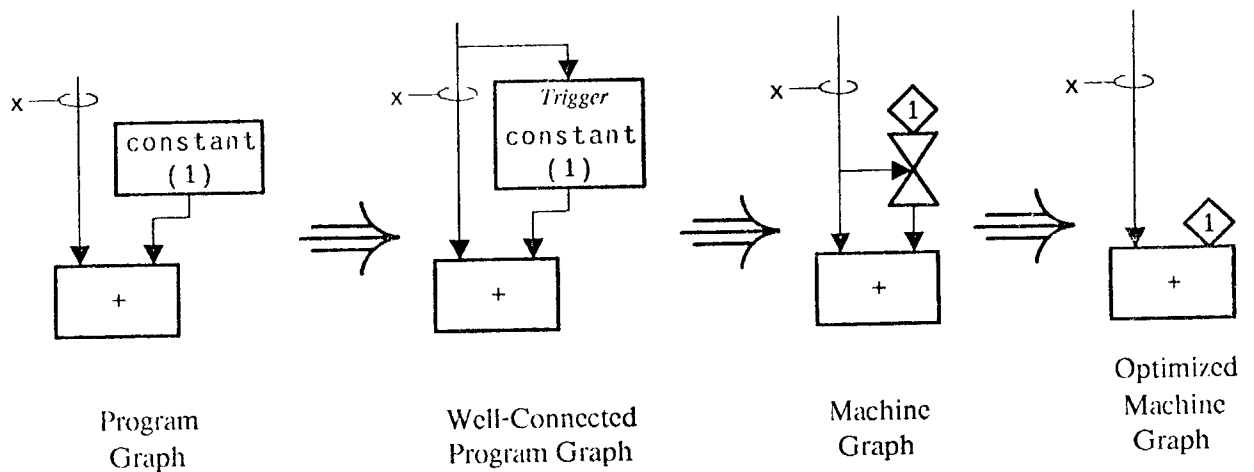 x
constant
(1)
+
Program
Graph
x
Trigger
constant
(1)
+
Well-Connected
Program Graph
x
1
+
Machine
Graph
x
1
+
Optimized
Machine
Graph